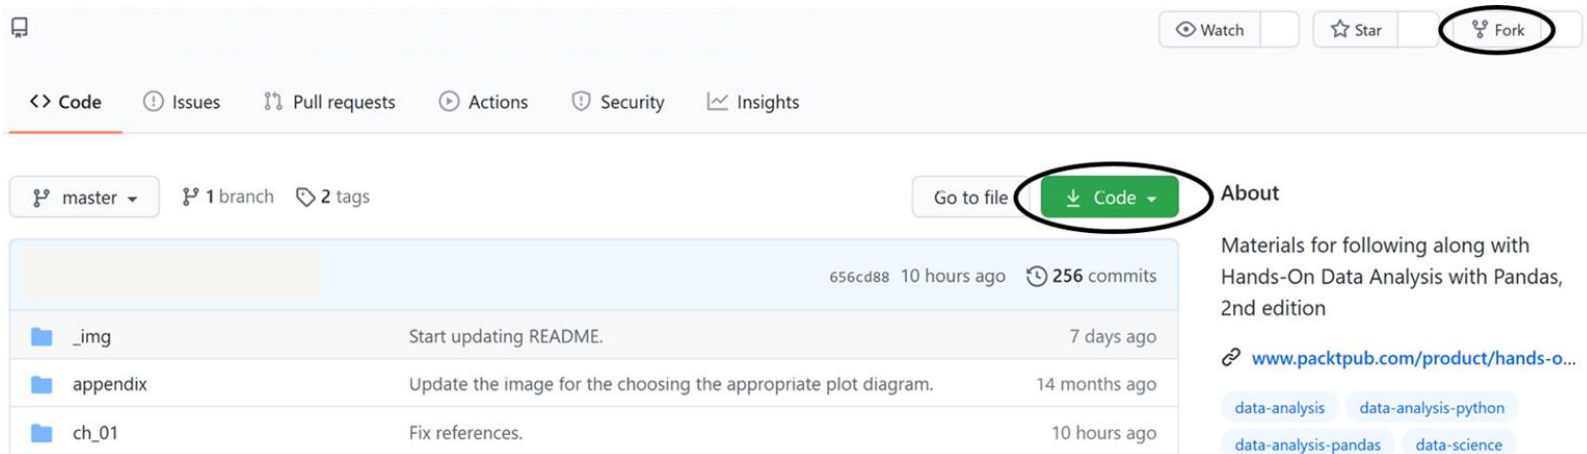 Watch Star Fork
Code Issues Pull requests Actions Security Insights
master 1 branch 2 tags Go to file Code
656cd88 10 hours ago 256 commits
_img Start updating README. 7 days ago
appendix Update the image for the choosing the appropriate plot diagram. 14 months ago
ch_01 Fix references. 10 hours ago
About
Materials for following along with
Hands-On Data Analysis with Pandas,
2nd edition
www.packtpub.com/product/hands-o...
data-analysis data-analysis-python
data-analysis-pandas data-science